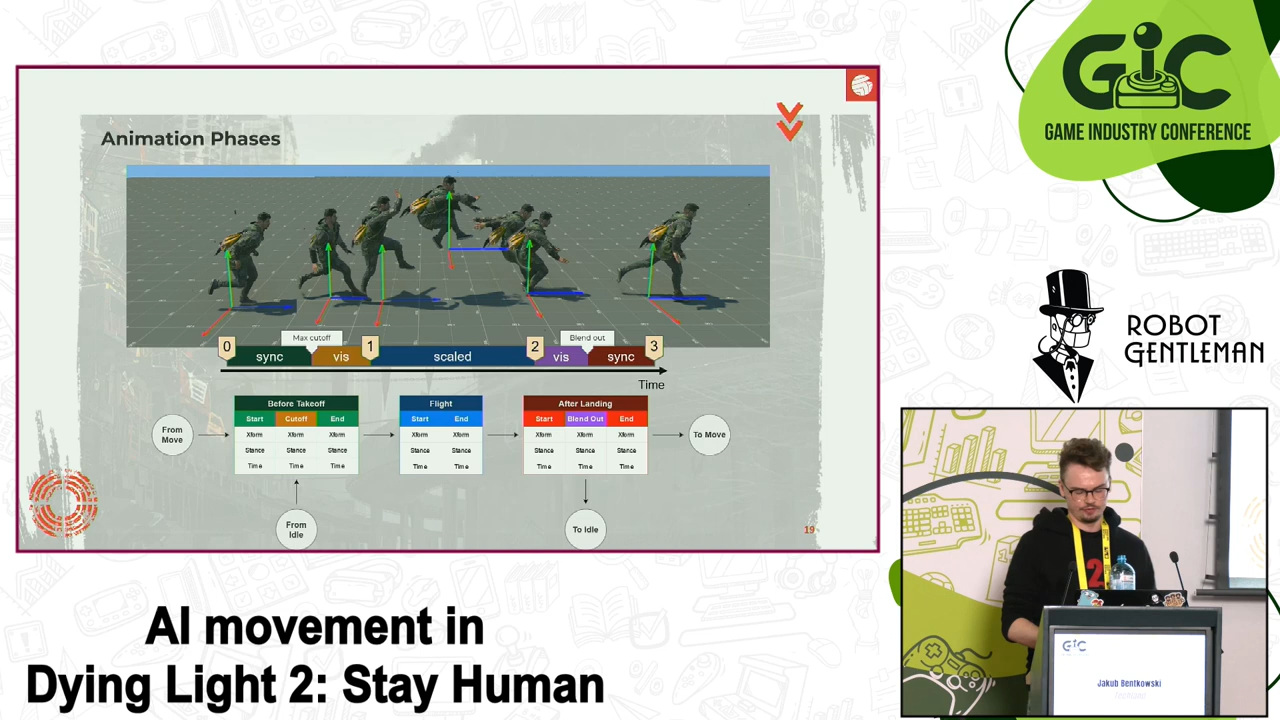 Animation Phases
0
Max cutoff
1
2
Blend out
3
sync
vis
scaled
vis
sync
Time
From
Move
Before Takeoff
Start
Cutoff
End
Xform
Xform
Xform
Stance
Stance
Stance
Time
Time
Time
Flight
Start
End
Xform
Xform
Stance
Stance
Time
Time
After Landing
Start
Blend Out
End
Xform
Xform
Xform
Stance
Stance
Stance
Time
Time
Time
To Move
From
Idle
To Idle
19
AI movement in
Dying Light 2: Stay Human
GIC
GAME INDUSTRY CONFERENCE
ROBOT
GENTLEMAN
2
GIC
Jakub Bentkowski